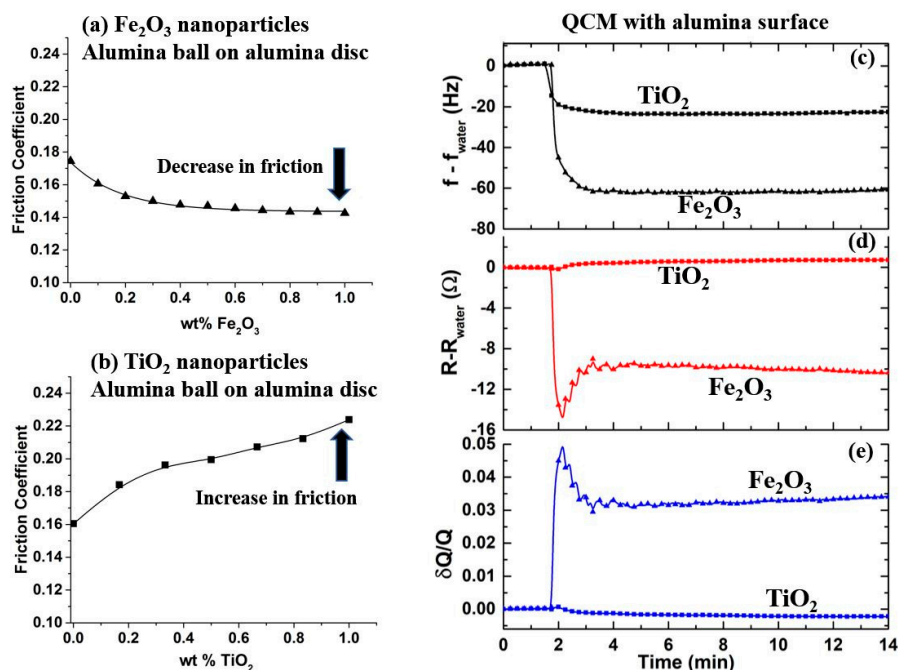 (a) Fe₂O₃ nanoparticles
Alumina ball on alumina disc
Friction Coefficient
0.24
0.22
0.20
0.18
0.16
0.14
0.12
0.10
Decrease in friction
0.0 0.2 0.4 0.6 0.8 1.0
wt% Fe₂O₃
(b) TiO₂ nanoparticles
Alumina ball on alumina disc
Friction Coefficient
0.24
0.22
0.20
0.18
0.16
0.14
0.12
0.10
Increase in friction
0.0 0.2 0.4 0.6 0.8 1.0
wt % TiO₂
QCM with alumina surface
(c)
f - f_water (Hz)
0
-20
-40
-60
-80
TiO₂
Fe₂O₃
(d)
R-R_water (Ω)
0
-4
-8
-12
-16
TiO₂
Fe₂O₃
(e)
δQ/Q
0.05
0.04
0.03
0.02
0.01
0.00
Fe₂O₃
TiO₂
0 2 4 6 8 10 12 14
Time (min)